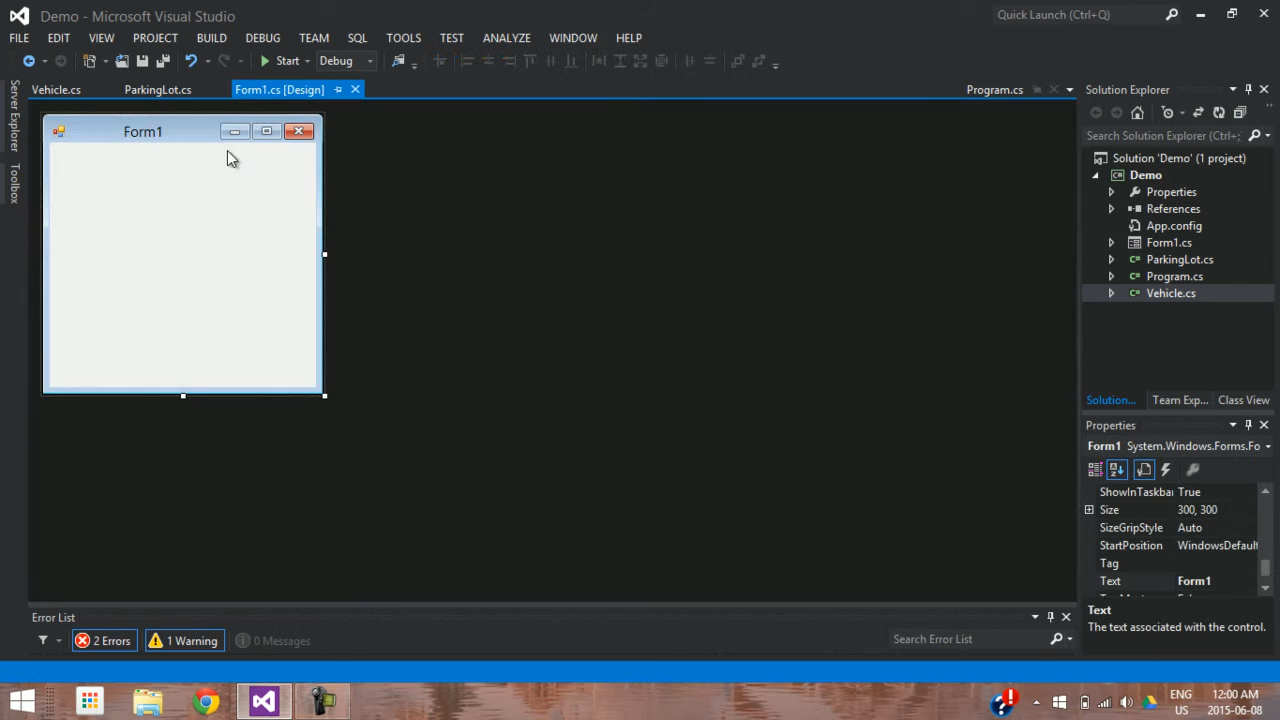 Demo - Microsoft Visual Studio
Quick Launch (Ctrl+Q)
FILE EDIT VIEW PROJECT BUILD DEBUG TEAM SQL TOOLS TEST ANALYZE WINDOW HELP
Start Debug
Vehicle.cs ParkingLot.cs Form1.cs [Design] Program.cs
Server Explorer
Toolbox
Form1
Solution Explorer
Search Solution Explorer (Ctrl+;
Solution 'Demo' (1 project)
Demo
Properties
References
App.config
Form1.cs
ParkingLot.cs
Program.cs
Vehicle.cs
Solution... Team Exp... Class View
Properties
Form1 System.Windows.Forms.Fo
ShowInTaskbar True
Size 300, 300
SizeGripStyle Auto
StartPosition WindowsDefault
Tag
Text Form1
Text
The text associated with the control.
Error List
2 Errors 1 Warning 0 Messages
Search Error List
ENG
US
12:00 AM
2015-06-08